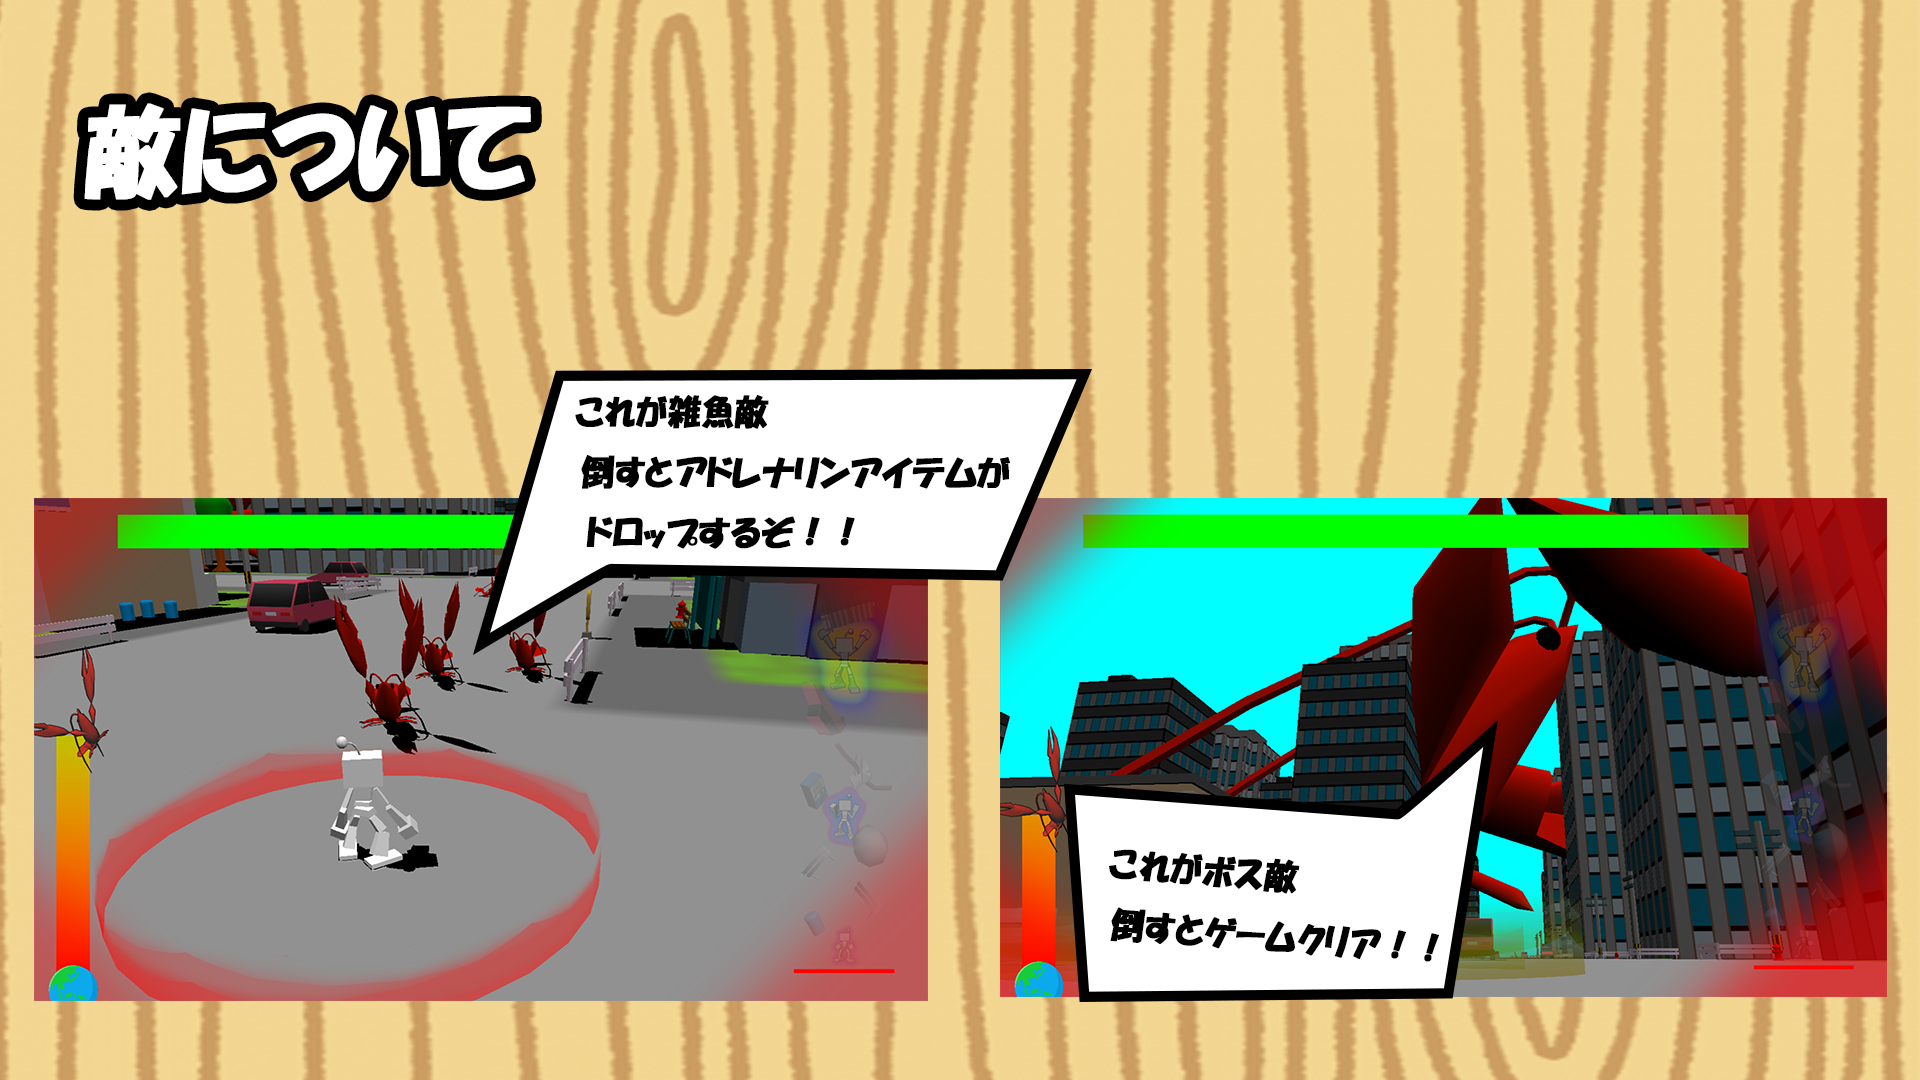 敵について
これが雑魚敵
倒すとアドレナリンアイテムが
ドロップするぞ！！
これがボス敵
倒すとゲームクリア！！